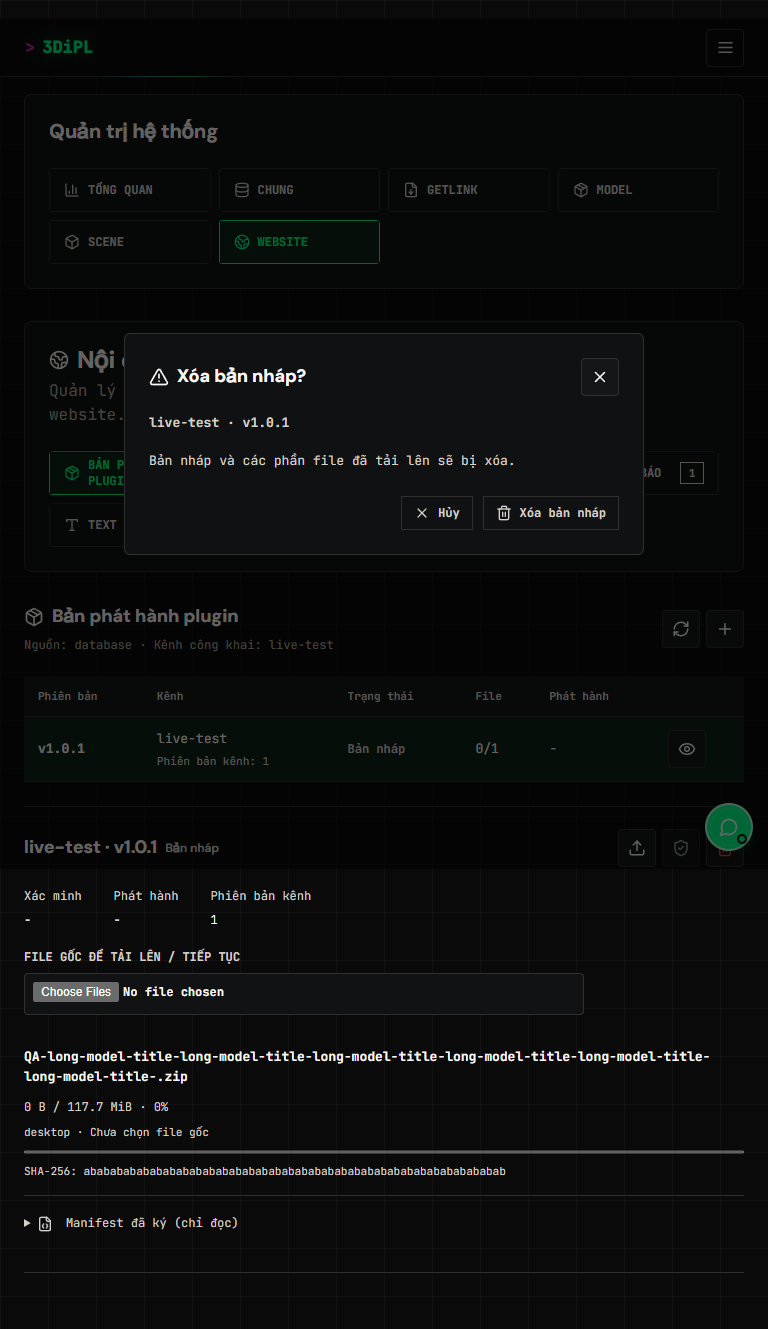 > 3DiPL
Quản trị hệ thống
TỔNG QUAN
CHUNG
GETLINK
MODEL
SCENE
WEBSITE
Nội
Quản lý
website.
BẢN P
PLUGI
BÁO 1
TEXT
Xóa bản nháp?
live-test · v1.0.1
Bản nháp và các phần file đã tải lên sẽ bị xóa.
Hủy
Xóa bản nháp
Bản phát hành plugin
Nguồn: database · Kênh công khai: live-test
Phiên bản Kênh Trạng thái File Phát hành
v1.0.1 live-test Bản nháp 0/1 -
Phiên bản kênh: 1
live-test · v1.0.1 Bản nháp
Xác minh Phát hành Phiên bản kênh
- - 1
FILE GỐC ĐỂ TẢI LÊN / TIẾP TỤC
Choose Files No file chosen
QA-long-model-title-long-model-title-long-model-title-long-model-title-long-model-title-
long-model-title-.zip
0 B / 117.7 MiB · 0%
desktop · Chưa chọn file gốc
SHA-256: abababababababababababababababababababababababababababababababab
Manifest đã ký (chỉ đọc)